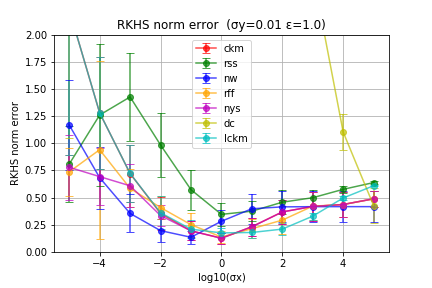 RKHS norm error (σy=0.01 ε=1.0)
2.00
1.75
1.50
1.25
1.00
0.75
0.50
0.25
0.00
RKHS norm error
ckm
rss
nw
rff
nys
dc
lckm
−4
−2
0
2
4
log10(σx)